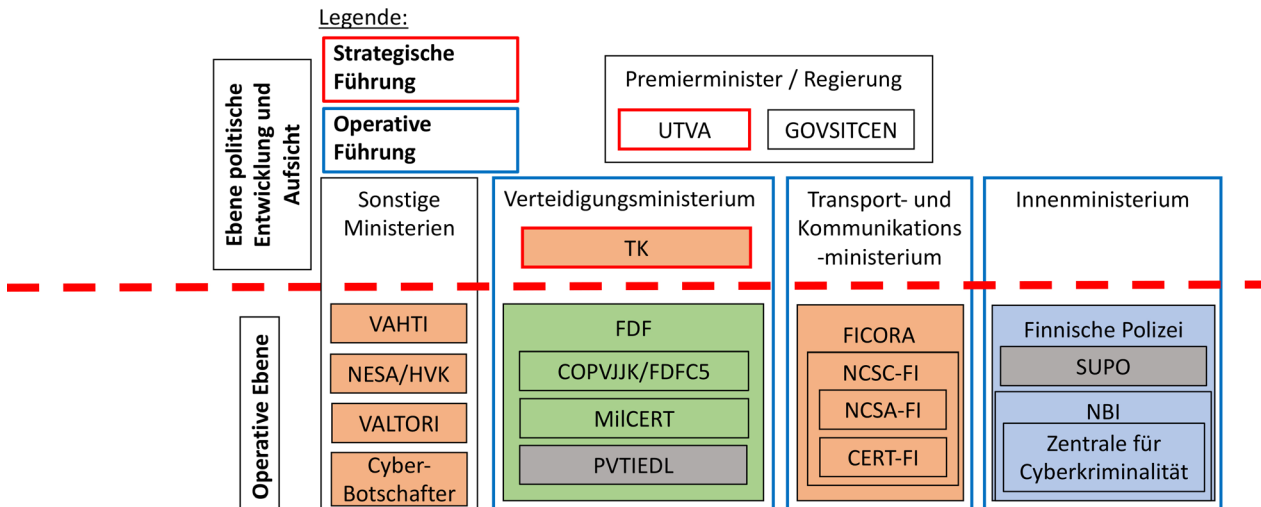 Legende:
Strategische
Führung
Operative
Führung
Ebene politische
Entwicklung und
Aufsicht
Premierminister / Regierung
UTVA
GOVSITCEN
Sonstige
Ministerien
Verteidigungsministerium
TK
Transport- und
Kommunikations
-ministerium
Innenministerium
Operative Ebene
VAHTI
NESA/HVK
VALTORI
Cyber-
Botschafter
FDF
COPVJJK/FDFC5
MilCERT
PVTIEDL
FICORA
NCSC-FI
NCSA-FI
CERT-FI
Finnische Polizei
SUPO
NBI
Zentrale für
Cyberkriminalität